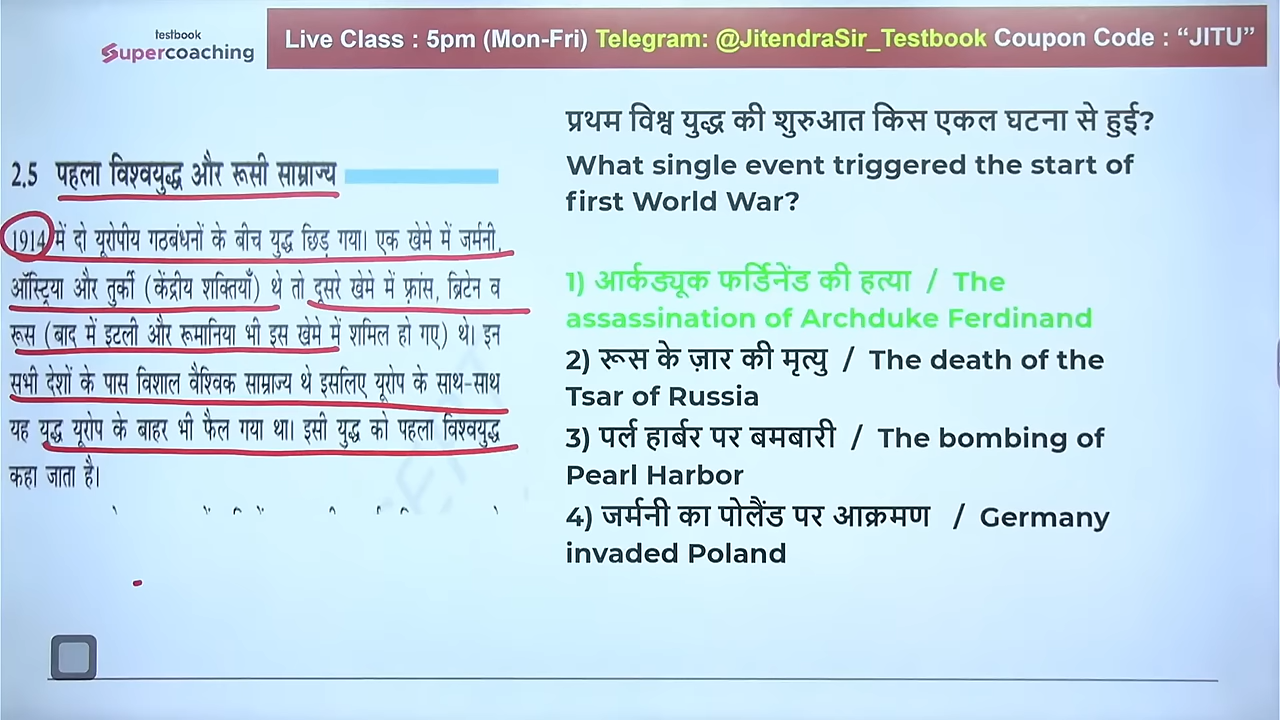 testbook
Supercoaching
Live Class : 5pm (Mon-Fri) Telegram: @JitendraSir_Testbook Coupon Code : “JITU”
2.5 पहला विश्वयुद्ध और रूसी साम्राज्य
1914 में दो यूरोपीय गठबंधनों के बीच युद्ध छिड़ गया। एक खेमे में जर्मनी,
ऑस्ट्रिया और तुर्की (केंद्रीय शक्तियाँ) थे तो दूसरे खेमे में फ़्रांस, ब्रिटेन व
रूस (बाद में इटली और रूमानिया भी इस खेमे में शमिल हो गए) थे। इन
सभी देशों के पास विशाल वैश्विक साम्राज्य थे इसलिए यूरोप के साथ-साथ
यह युद्ध यूरोप के बाहर भी फैल गया था। इसी युद्ध को पहला विश्वयुद्ध
कहा जाता है।
प्रथम विश्व युद्ध की शुरुआत किस एकल घटना से हुई?
What single event triggered the start of
first World War?
1) आर्कड्यूक फर्डिनेंड की हत्या / The
assassination of Archduke Ferdinand
2) रूस के ज़ार की मृत्यु / The death of the
Tsar of Russia
3) पर्ल हार्बर पर बमबारी / The bombing of
Pearl Harbor
4) जर्मनी का पोलैंड पर आक्रमण / Germany
invaded Poland